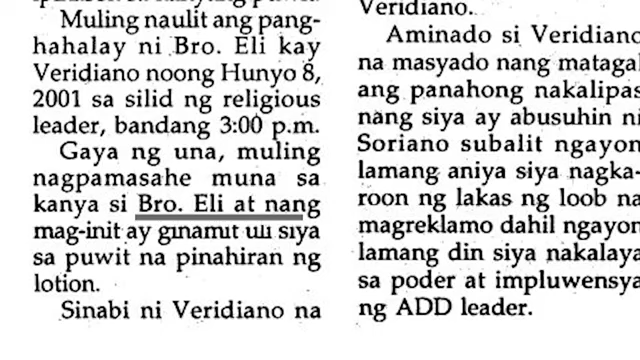 Muling naulit ang pang-
hahalay ni Bro. Eli kay
Veridiano noong Hunyo 8,
2001 sa silid ng religious
leader, bandang 3:00 p.m.
Gaya ng una, muling
nagpamasahe muna sa
kanya si Bro. Eli at nang
mag-init ay ginamit uli siya
sa puwit na pinahiran ng
lotion.
Sinabi ni Veridiano na
Veridiano.
Aminado si Veridiano
na masyado nang matagal
ang panahong nakalipas
nang siya ay abusuhin ni
Soriano subalit ngayon
lamang aniya siya nagka-
roon ng lakas ng loob na
magreklamo dahil ngayon
lamang din siya nakalaya
sa poder at impluwensya
ng ADD leader.